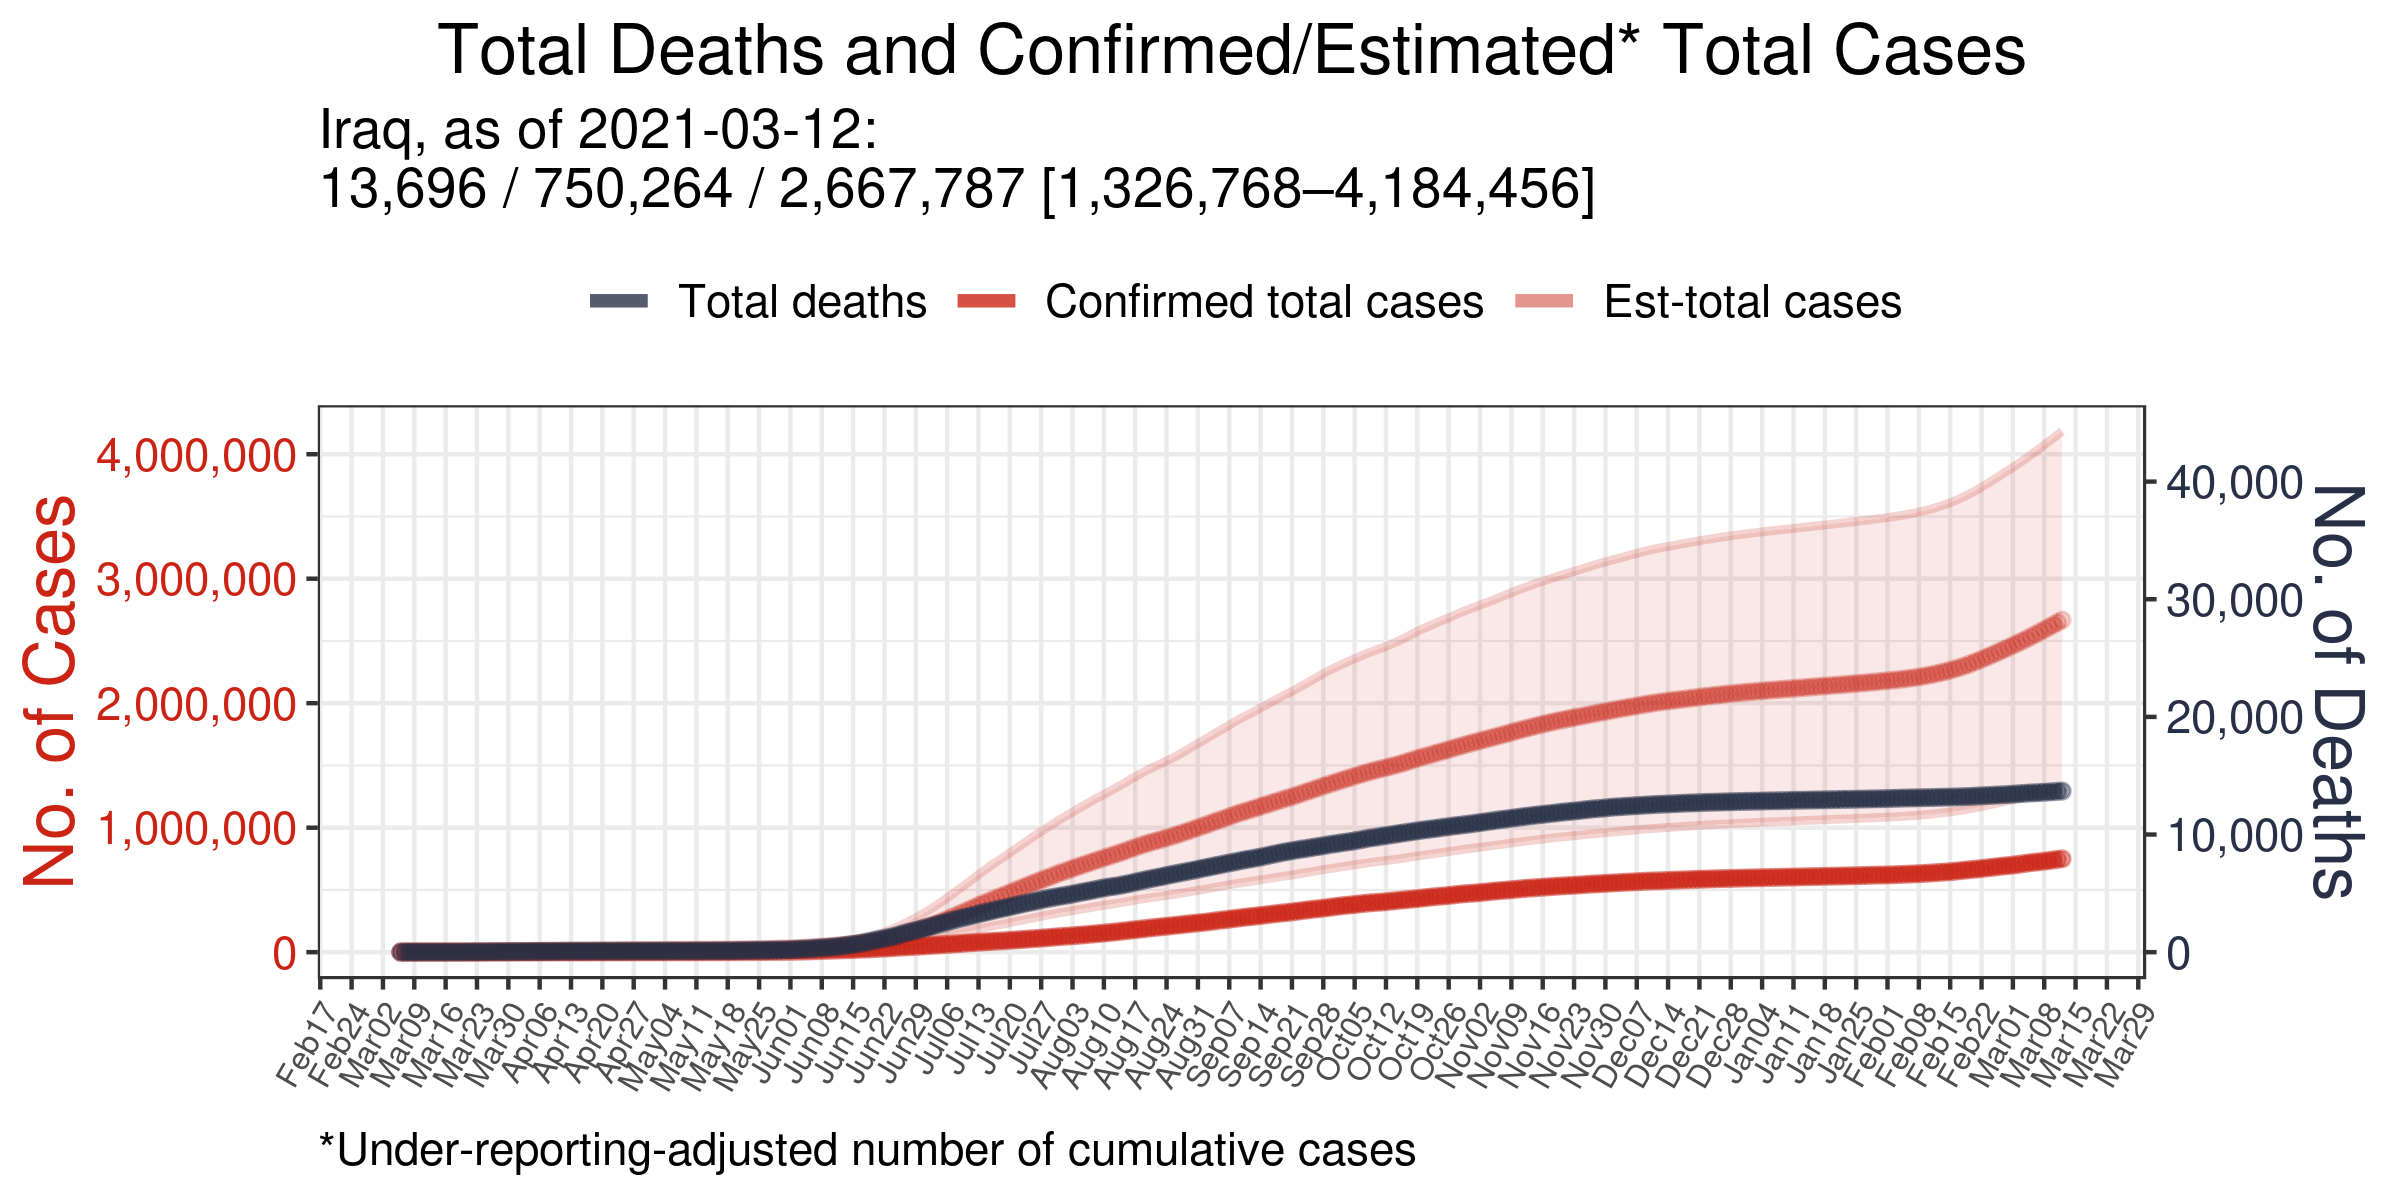 Total Deaths and Confirmed/Estimated* Total Cases
Iraq, as of 2021-03-12:
13,696 / 750,264 / 2,667,787 [1,326,768–4,184,456]
Total deaths
Confirmed total cases
Est-total cases
No. of Cases
4,000,000
3,000,000
2,000,000
1,000,000
0
40,000
30,000
20,000
10,000
0
No. of Deaths
Feb17
Feb24
Mar02
Mar09
Mar16
Mar23
Mar30
Apr06
Apr13
Apr20
Apr27
May04
May11
May18
May25
Jun01
Jun08
Jun15
Jun22
Jun29
Jul06
Jul13
Jul20
Jul27
Aug03
Aug10
Aug17
Aug24
Aug31
Sep07
Sep14
Sep21
Sep28
Oct05
Oct12
Oct19
Oct26
Nov02
Nov09
Nov16
Nov23
Nov30
Dec07
Dec14
Dec21
Dec28
Jan04
Jan11
Jan18
Jan25
Feb01
Feb08
Feb15
Feb22
Mar01
Mar08
Mar15
Mar22
Mar29
*Under-reporting-adjusted number of cumulative cases